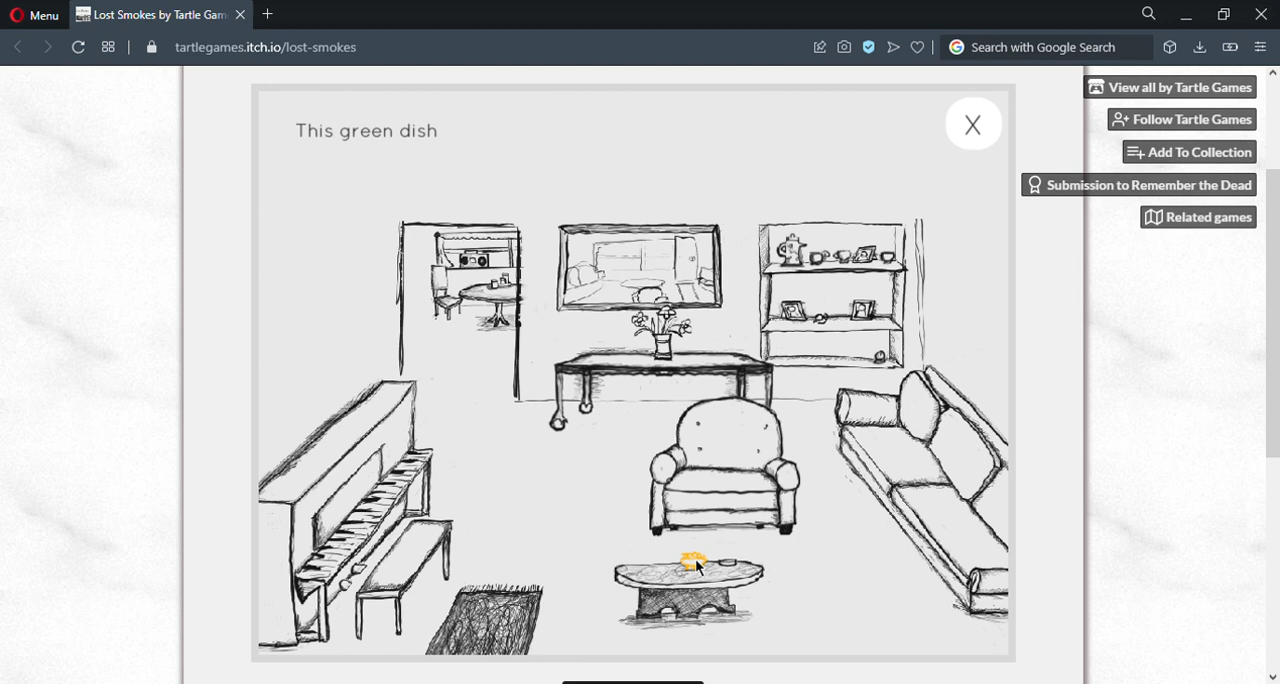 Menu
Lost Smokes by Tartle Gam
tartlegames.itch.io/lost-smokes
Search with Google Search
View all by Tartle Games
Follow Tartle Games
Add To Collection
Submission to Remember the Dead
Related games
This green dish
X